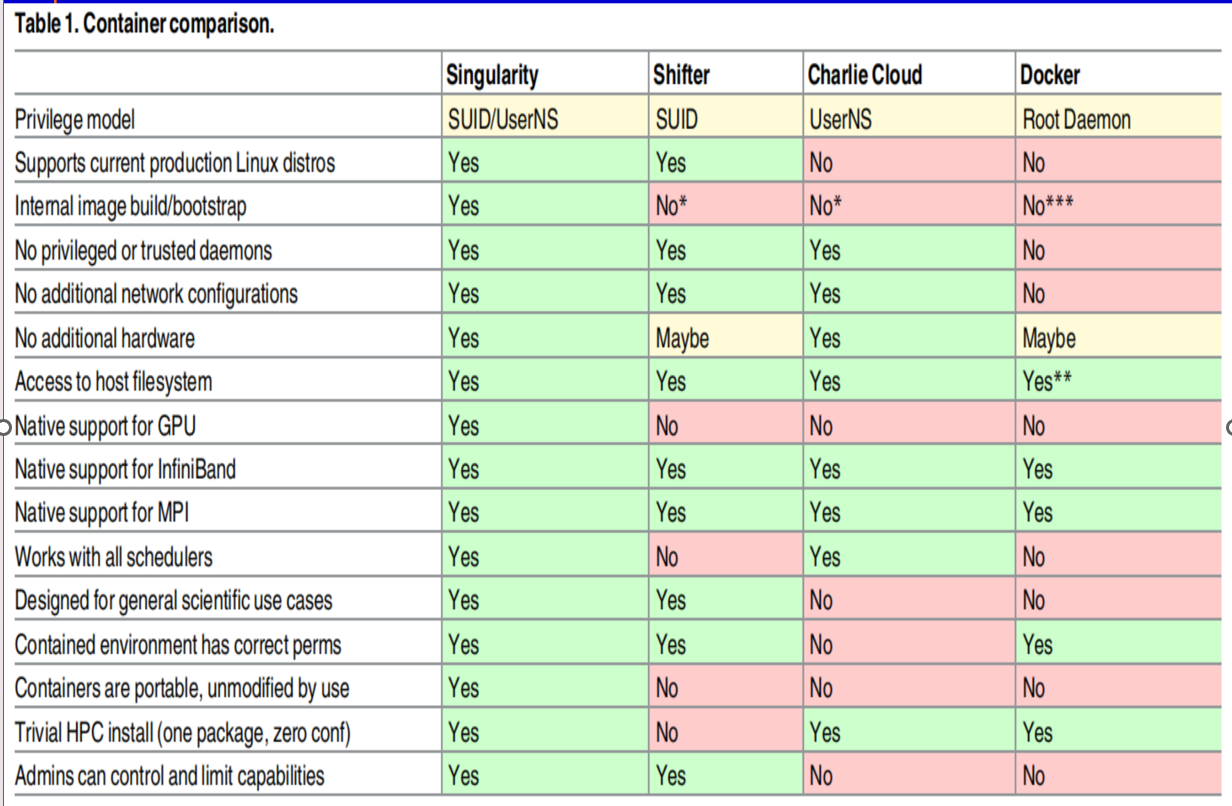 Table 1. Container comparison.
Singularity Shifter Charlie Cloud Docker
Privilege model SUID/UserNS SUID UserNS Root Daemon
Supports current production Linux distros Yes Yes No No
Internal image build/bootstrap Yes No* No* No***
No privileged or trusted daemons Yes Yes Yes No
No additional network configurations Yes Yes Yes No
No additional hardware Yes Maybe Yes Maybe
Access to host filesystem Yes Yes Yes Yes**
Native support for GPU Yes No No No
Native support for InfiniBand Yes Yes Yes Yes
Native support for MPI Yes Yes Yes Yes
Works with all schedulers Yes No Yes No
Designed for general scientific use cases Yes Yes No No
Contained environment has correct perms Yes Yes No Yes
Containers are portable, unmodified by use Yes No No No
Trivial HPC install (one package, zero conf) Yes No Yes Yes
Admins can control and limit capabilities Yes Yes No No